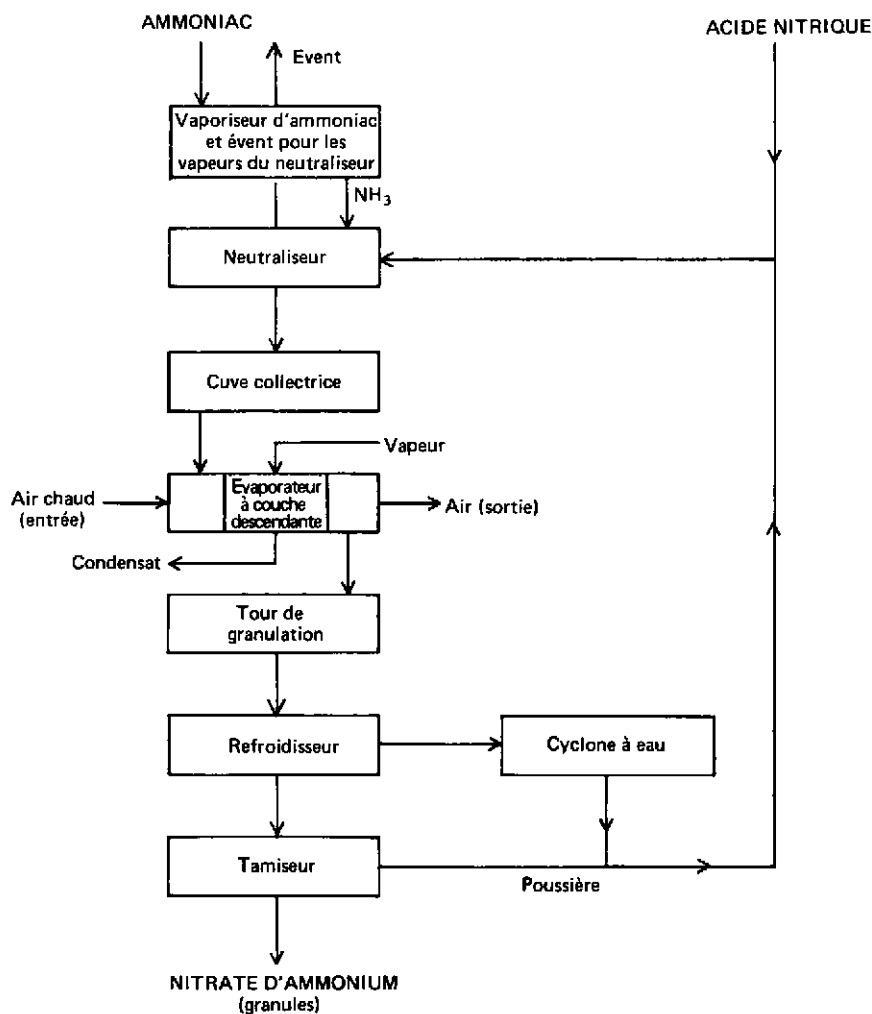 AMMONIAC
ACIDE NITRIQUE
Event
Vaporiseur d'ammoniac
et évent pour les
vapeurs du neutraliseur
NH₃
Neutraliseur
Cuve collectrice
Vapeur
Air chaud
(entrée)
Evaporateur
à couche
descendante
Air (sortie)
Condensat
Tour de
granulation
Refroidisseur
Cyclone à eau
Tamiseur
Poussière
NITRATE D'AMMONIUM
(granules)